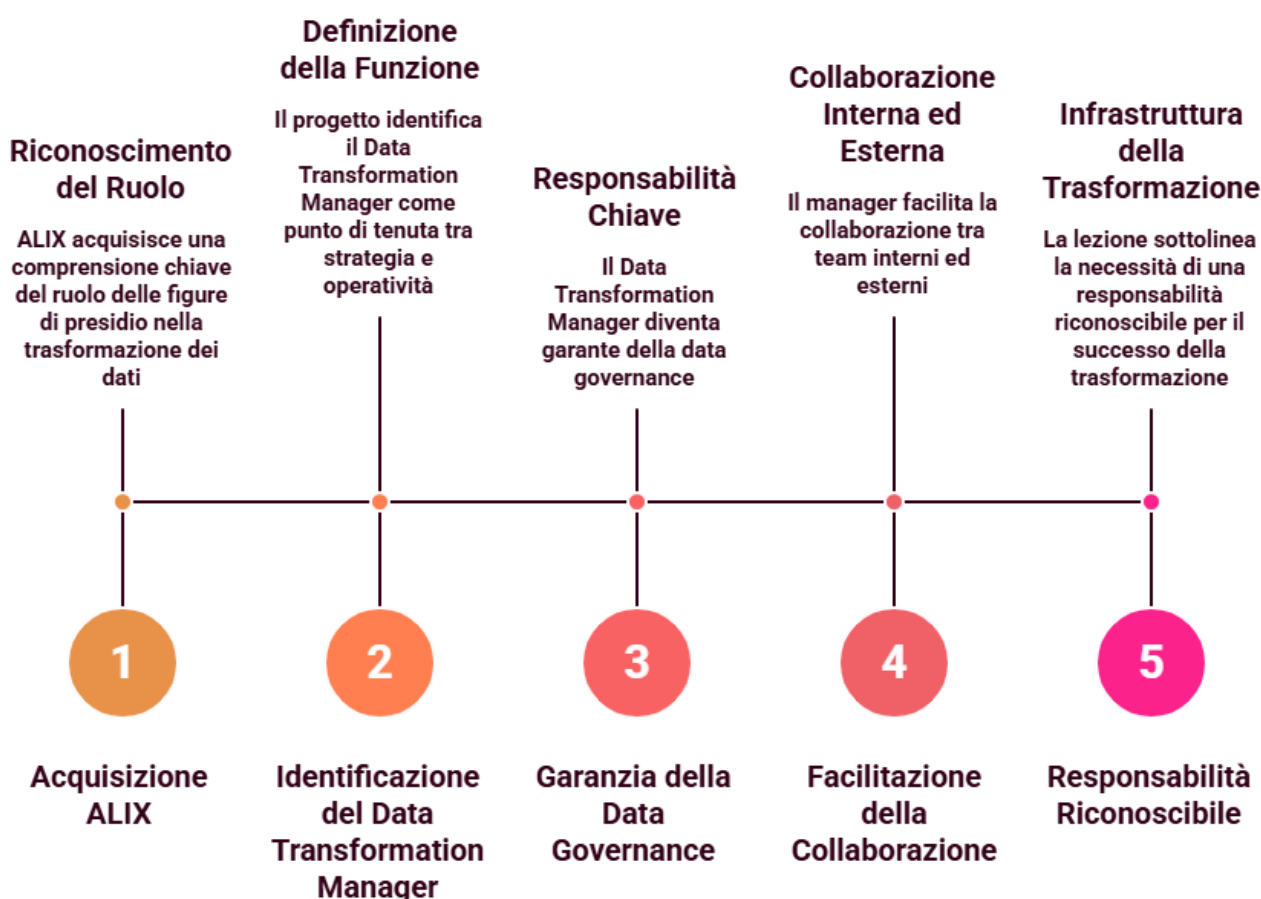 Riconoscimento
del Ruolo
ALIX acquisisce una
comprensione chiave
del ruolo delle figure
di presidio nella
trasformazione dei
dati
1
Acquisizione
ALIX
Definizione
della Funzione
Il progetto identifica
il Data
Transformation
Manager come
punto di tenuta tra
strategia e
operatività
2
Identificazione
del Data
Transformation
Manager
Responsabilità
Chiave
Il Data
Transformation
Manager diventa
garante della data
governance
3
Garanzia della
Data
Governance
Collaborazione
Interna ed
Esterna
Il manager facilita la
collaborazione tra
team interni ed
esterni
4
Facilitazione
della
Collaborazione
Infrastruttura
della
Trasformazione
La lezione sottolinea
la necessità di una
responsabilità
riconoscibile per il
successo della
trasformazione
5
Responsabilità
Riconoscibile